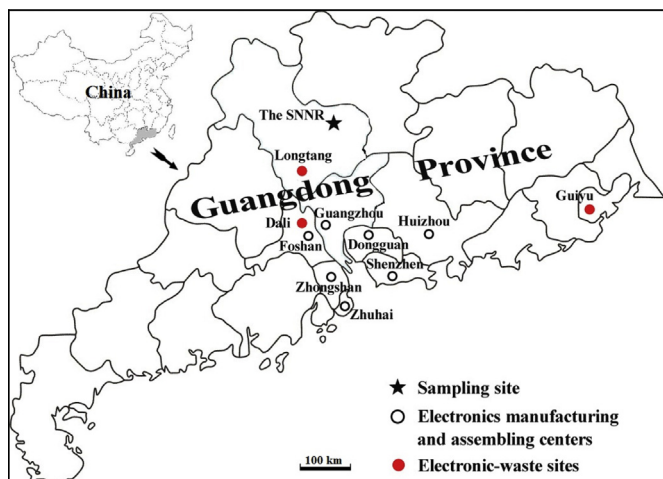 China
The SNNR
Longtang
Guangdong Province
Guiyu
Dali
Guangzhou
Huizhou
Foshan
Dongguan
Shenzhen
Zhongshan
Zhuhai
Sampling site
Electronics manufacturing
and assembling centers
100 km
Electronic-waste sites